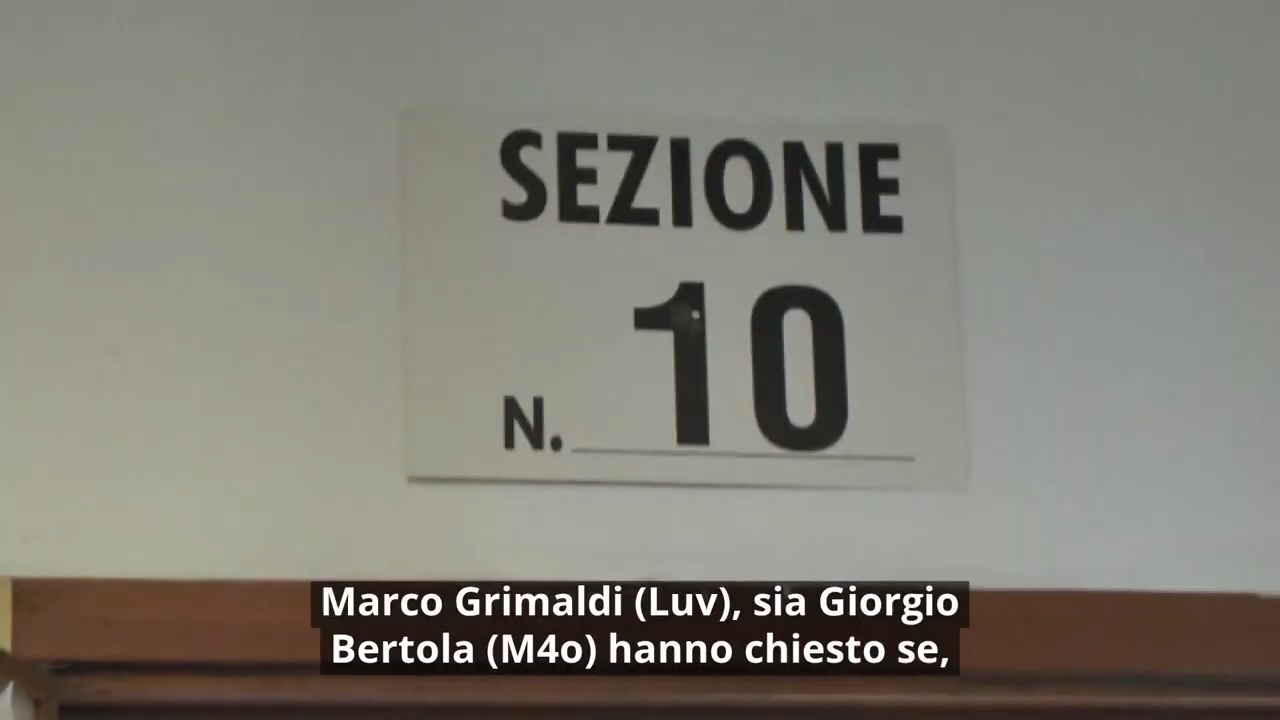 SEZIONE
N. 10
Marco Grimaldi (Luv), sia Giorgio
Bertola (M4o) hanno chiesto se,